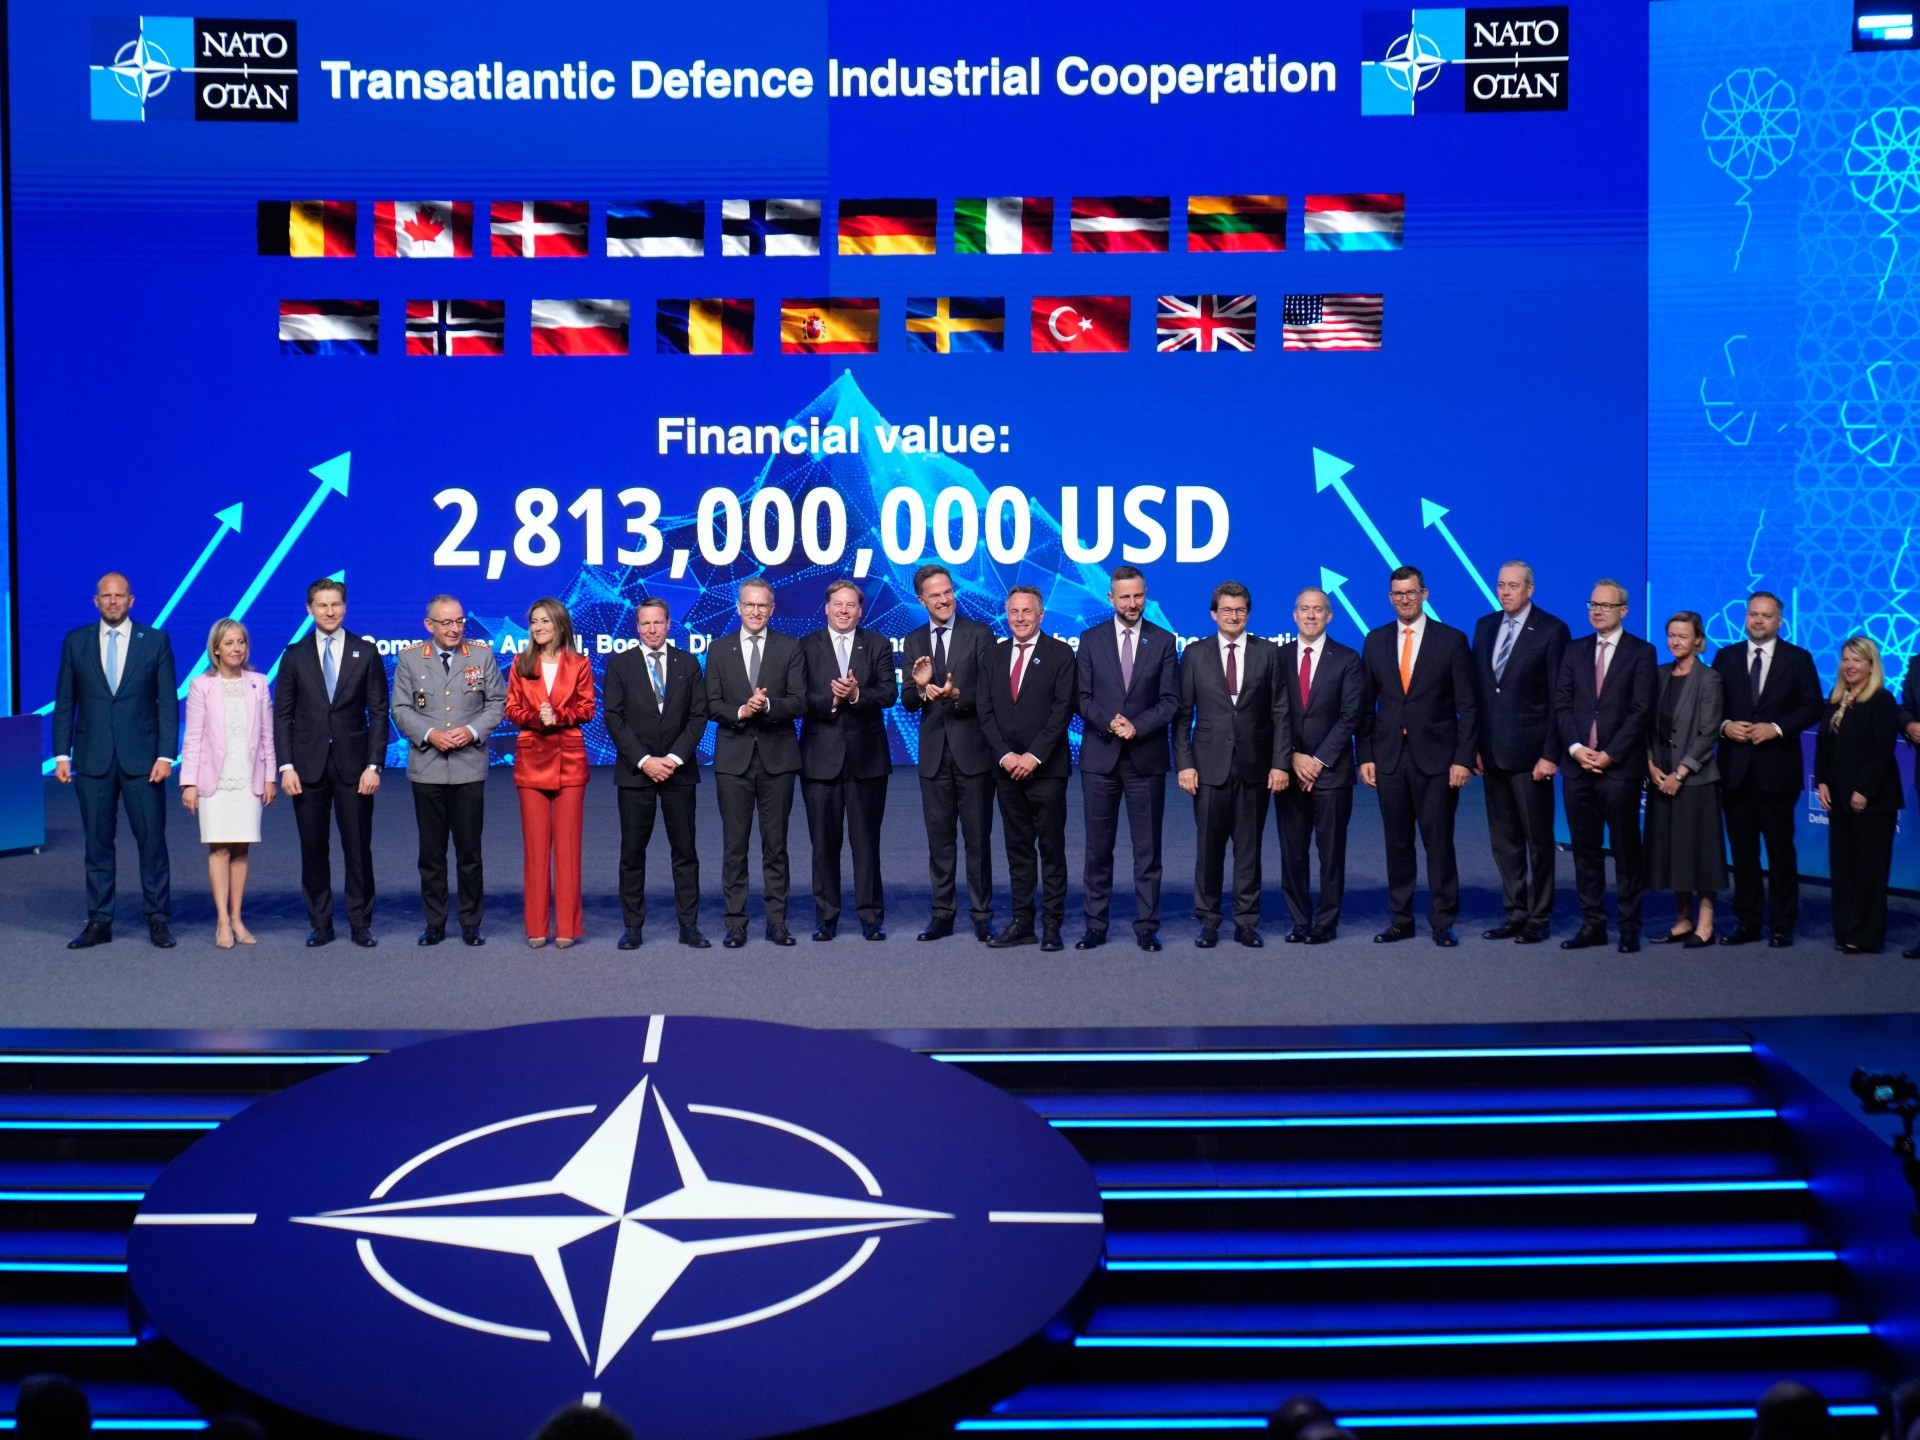 NATO
OTAN
Transatlantic Defence Industrial Cooperation
NATO
OTAN
Financial value:
2,813,000,000 USD